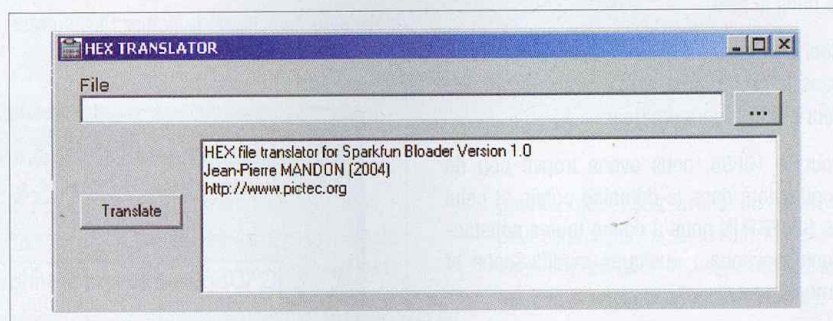 HEX TRANSLATOR
File
...
HEX file translator for Sparkfun Bloader Version 1.0
Jean-Pierre MANDON (2004)
http://www.pictec.org
Translate